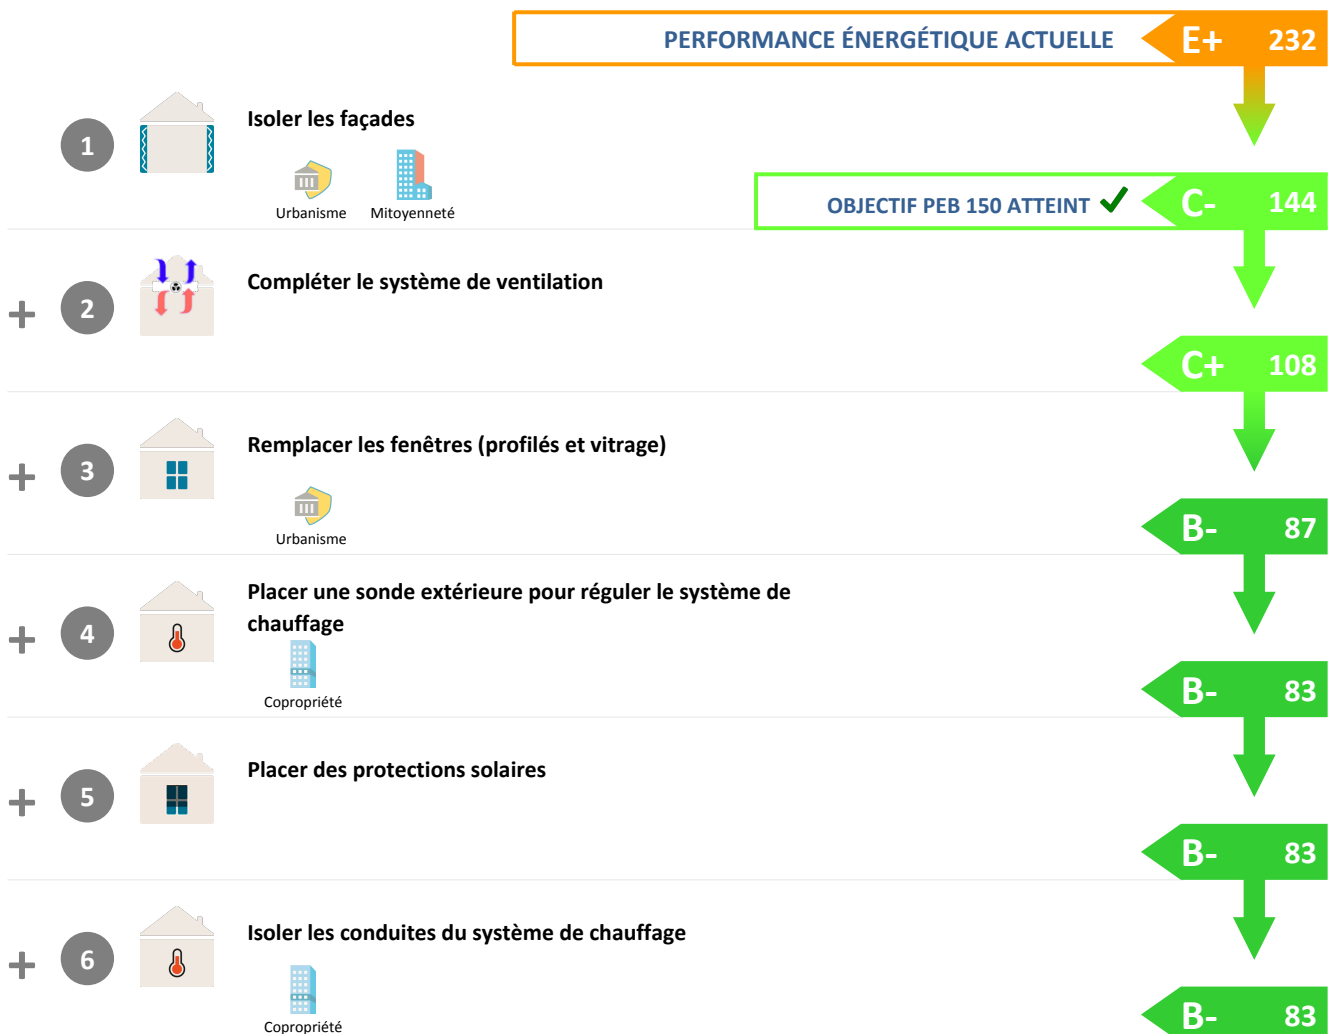 PERFORMANCE ÉNERGÉTIQUE ACTUELLE E+ 232
1 Isoler les façades
Urbanisme Mitoyenneté
OBJECTIF PEB 150 ATTEINT C- 144
+ 2 Compléter le système de ventilation
C+ 108
+ 3 Remplacer les fenêtres (profilés et vitrage)
Urbanisme
B- 87
+ 4 Placer une sonde extérieure pour réguler le système de
chauffage
Copropriété
B- 83
+ 5 Placer des protections solaires
B- 83
+ 6 Isoler les conduites du système de chauffage
Copropriété
B- 83